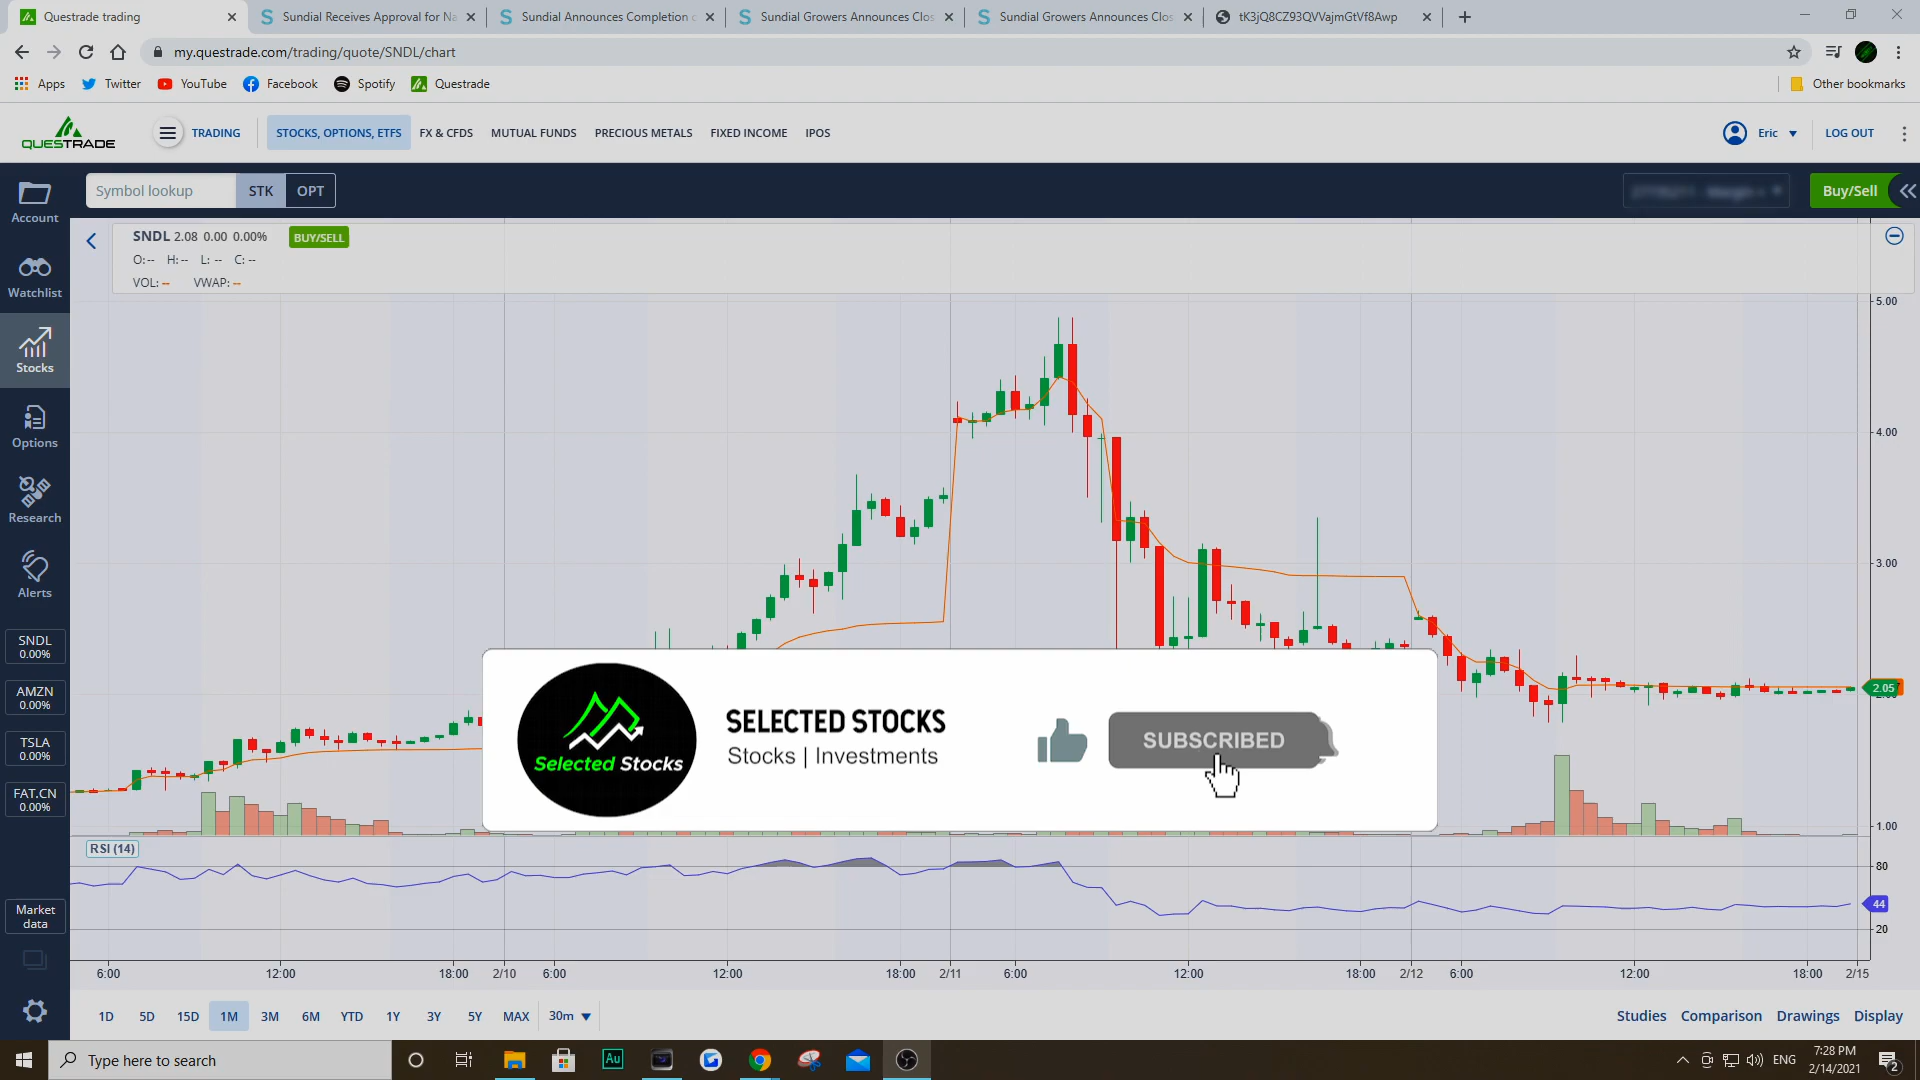 Questrade trading
Sundial Receives Approval for Na
Sundial Announces Completion o
Sundial Growers Announces Clos
Sundial Growers Announces Clos
tK3jQ8CZ93QVVajmGtVf8Awp
my.questrade.com/trading/quote/SNDL/chart
Apps
Twitter
YouTube
Facebook
Spotify
Questrade
Other bookmarks
QUESTRADE
TRADING
STOCKS, OPTIONS, ETFS
FX & CFDS
MUTUAL FUNDS
PRECIOUS METALS
FIXED INCOME
IPOS
Eric
LOG OUT
Account
Symbol lookup
STK
OPT
Buy/Sell
SNDL 2.08 0.00 0.00%
BUY/SELL
O:-- H:-- L: -- C: --
VOL: -- VWAP: --
Watchlist
Stocks
Options
Research
Alerts
SNDL
0.00%
AMZN
0.00%
TSLA
0.00%
FAT.CN
0.00%
Market
data
5.00
4.00
3.00
2.05
1.00
SELECTED STOCKS
Stocks | Investments
Selected Stocks
SUBSCRIBED
RSI (14)
80
44
20
6:00
12:00
18:00
2/10
6:00
12:00
18:00
2/11
6:00
12:00
18:00
2/12
6:00
12:00
18:00
2/15
1D
5D
15D
1M
3M
6M
YTD
1Y
3Y
5Y
MAX
30m
Studies
Comparison
Drawings
Display
Type here to search
Au
ENG
7:28 PM
2/14/2021
2